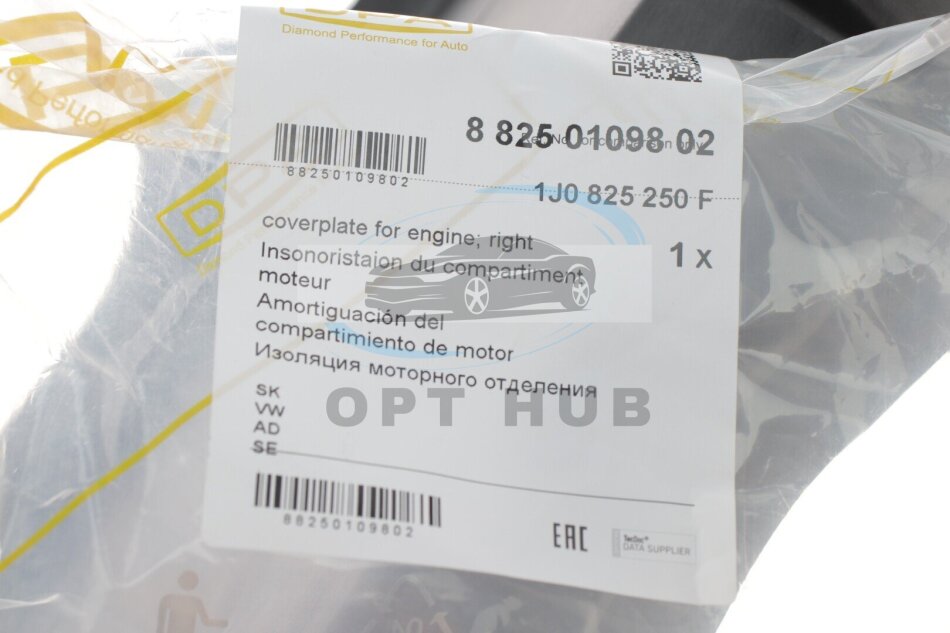 DPA
Diamond Performance for Auto
8 825 01098 02
88250109802
1J0 825 250 F
coverplate for engine; right
1 x
Insonoristaion du compartiment
moteur
Amortiguación del
compartimiento de motor
Изоляция моторного отделения
SK
VW
AD
SE
OPT HUB
88250109802
EAC
TecDoc®
DATA SUPPLIER